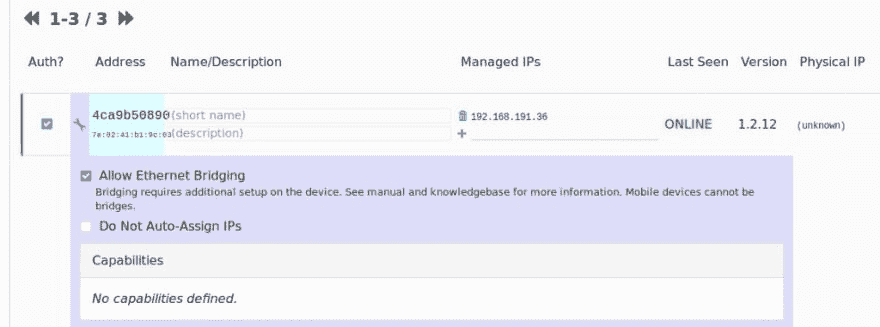 1-3 / 3
Auth? Address Name/Description Managed IPs Last Seen Version Physical IP
4ca9b50890 (short name) 192.168.191.36
7e:02:41:b1:9c:03 (description) + ONLINE 1.2.12 (unknown)
Allow Ethernet Bridging
Bridging requires additional setup on the device. See manual and knowledgebase for more information. Mobile devices cannot be
bridges.
Do Not Auto-Assign IPs
Capabilities
No capabilities defined.